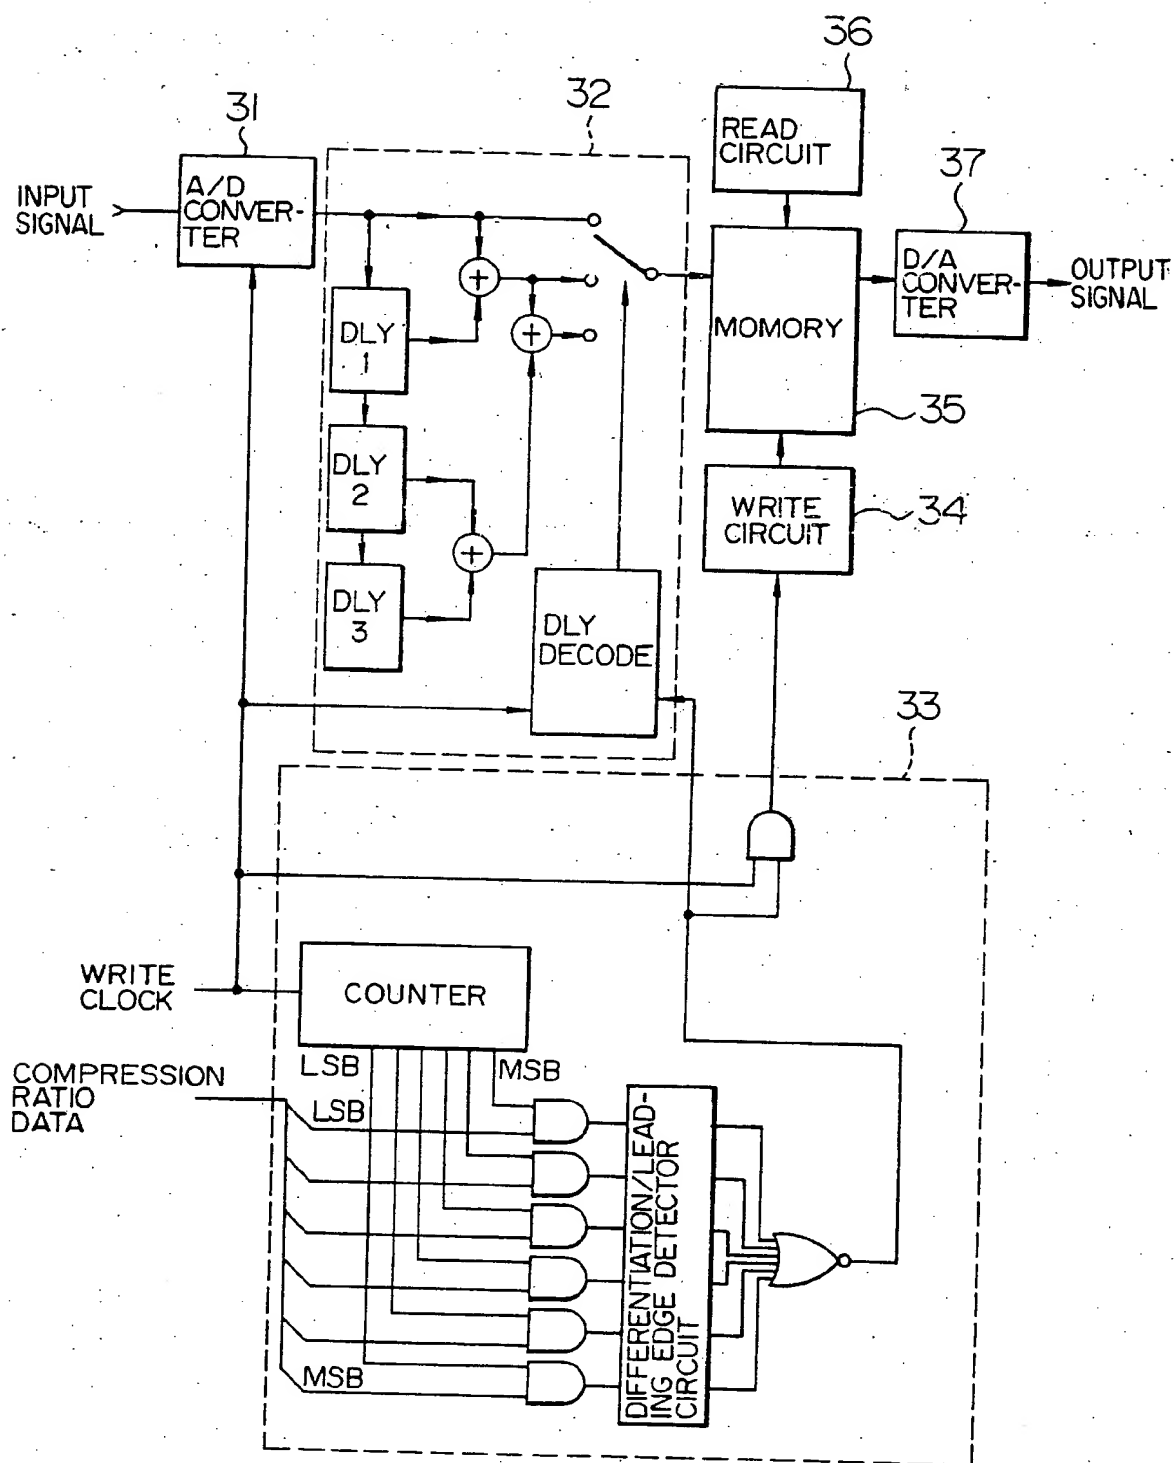 36
31
32
READ
CIRCUIT
37
INPUT
SIGNAL
A/D
CONVER-
TER
D/A
CONVER-
TER
OUTPUT
SIGNAL
+
+
DLY
1
MOMORY
35
DLY
2
WRITE
CIRCUIT
34
+
DLY
3
DLY
DECODE
33
WRITE
CLOCK
COUNTER
LSB
MSB
COMPRESSION
RATIO
DATA
LSB
MSB
DIFFERENTIATION/LEAD-
ING EDGE DETECTOR
CIRCUIT